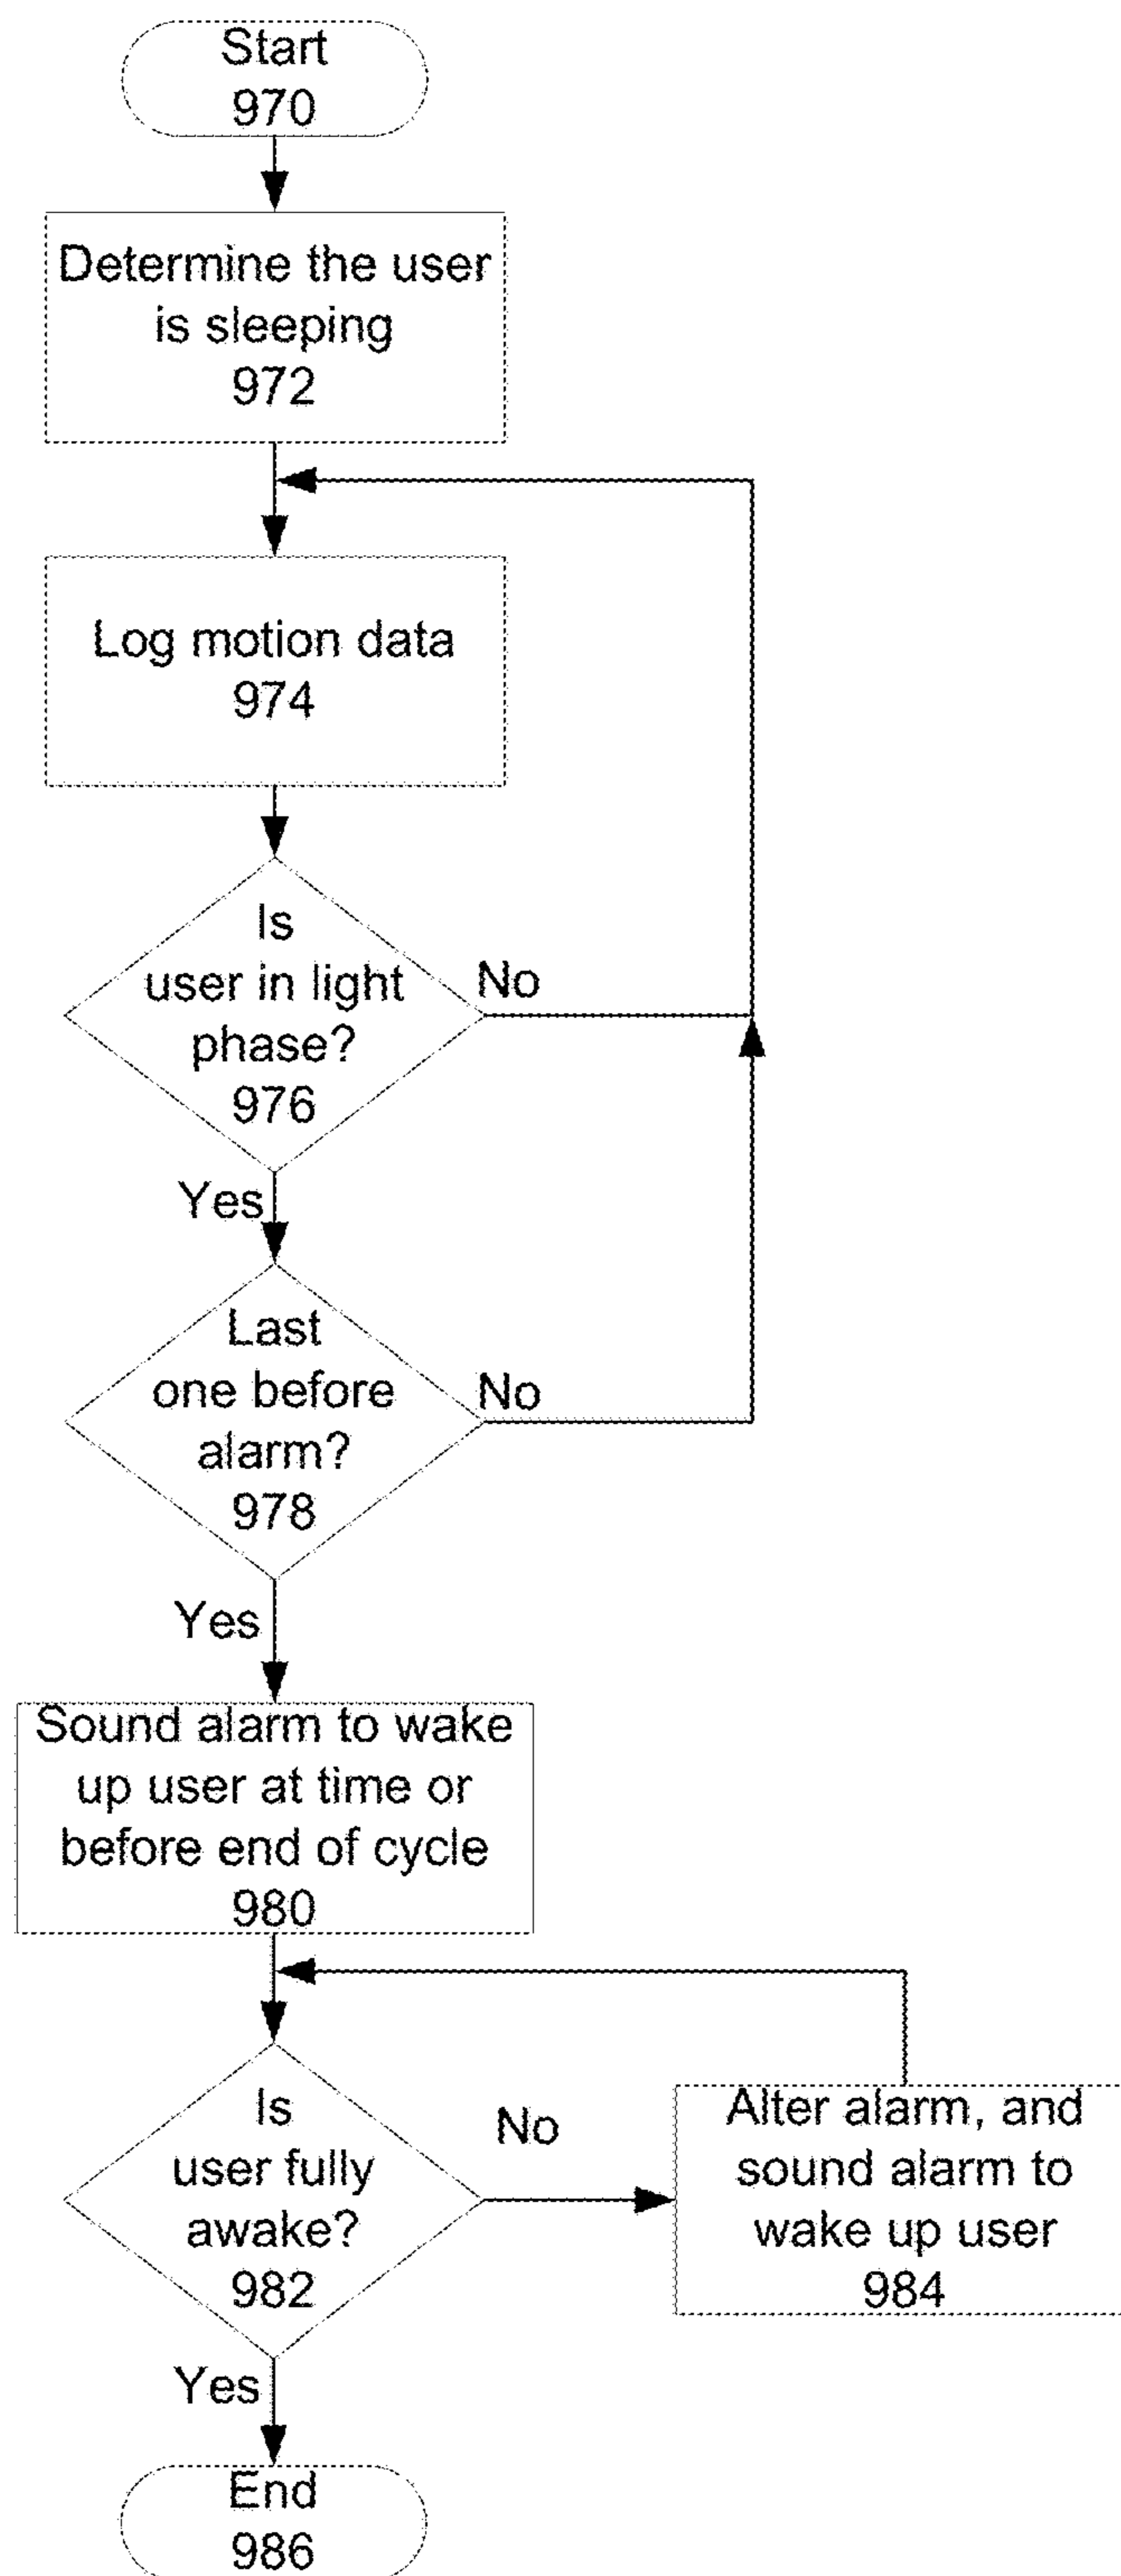 Start
970
Determine the user
is sleeping
972
Log motion data
974
Is
user in light
phase?
976
No
Yes
Last
one before
alarm?
978
No
Yes
Sound alarm to wake
up user at time or
before end of cycle
980
Is
user fully
awake?
982
No
Alter alarm, and
sound alarm to
wake up user
984
Yes
End
986